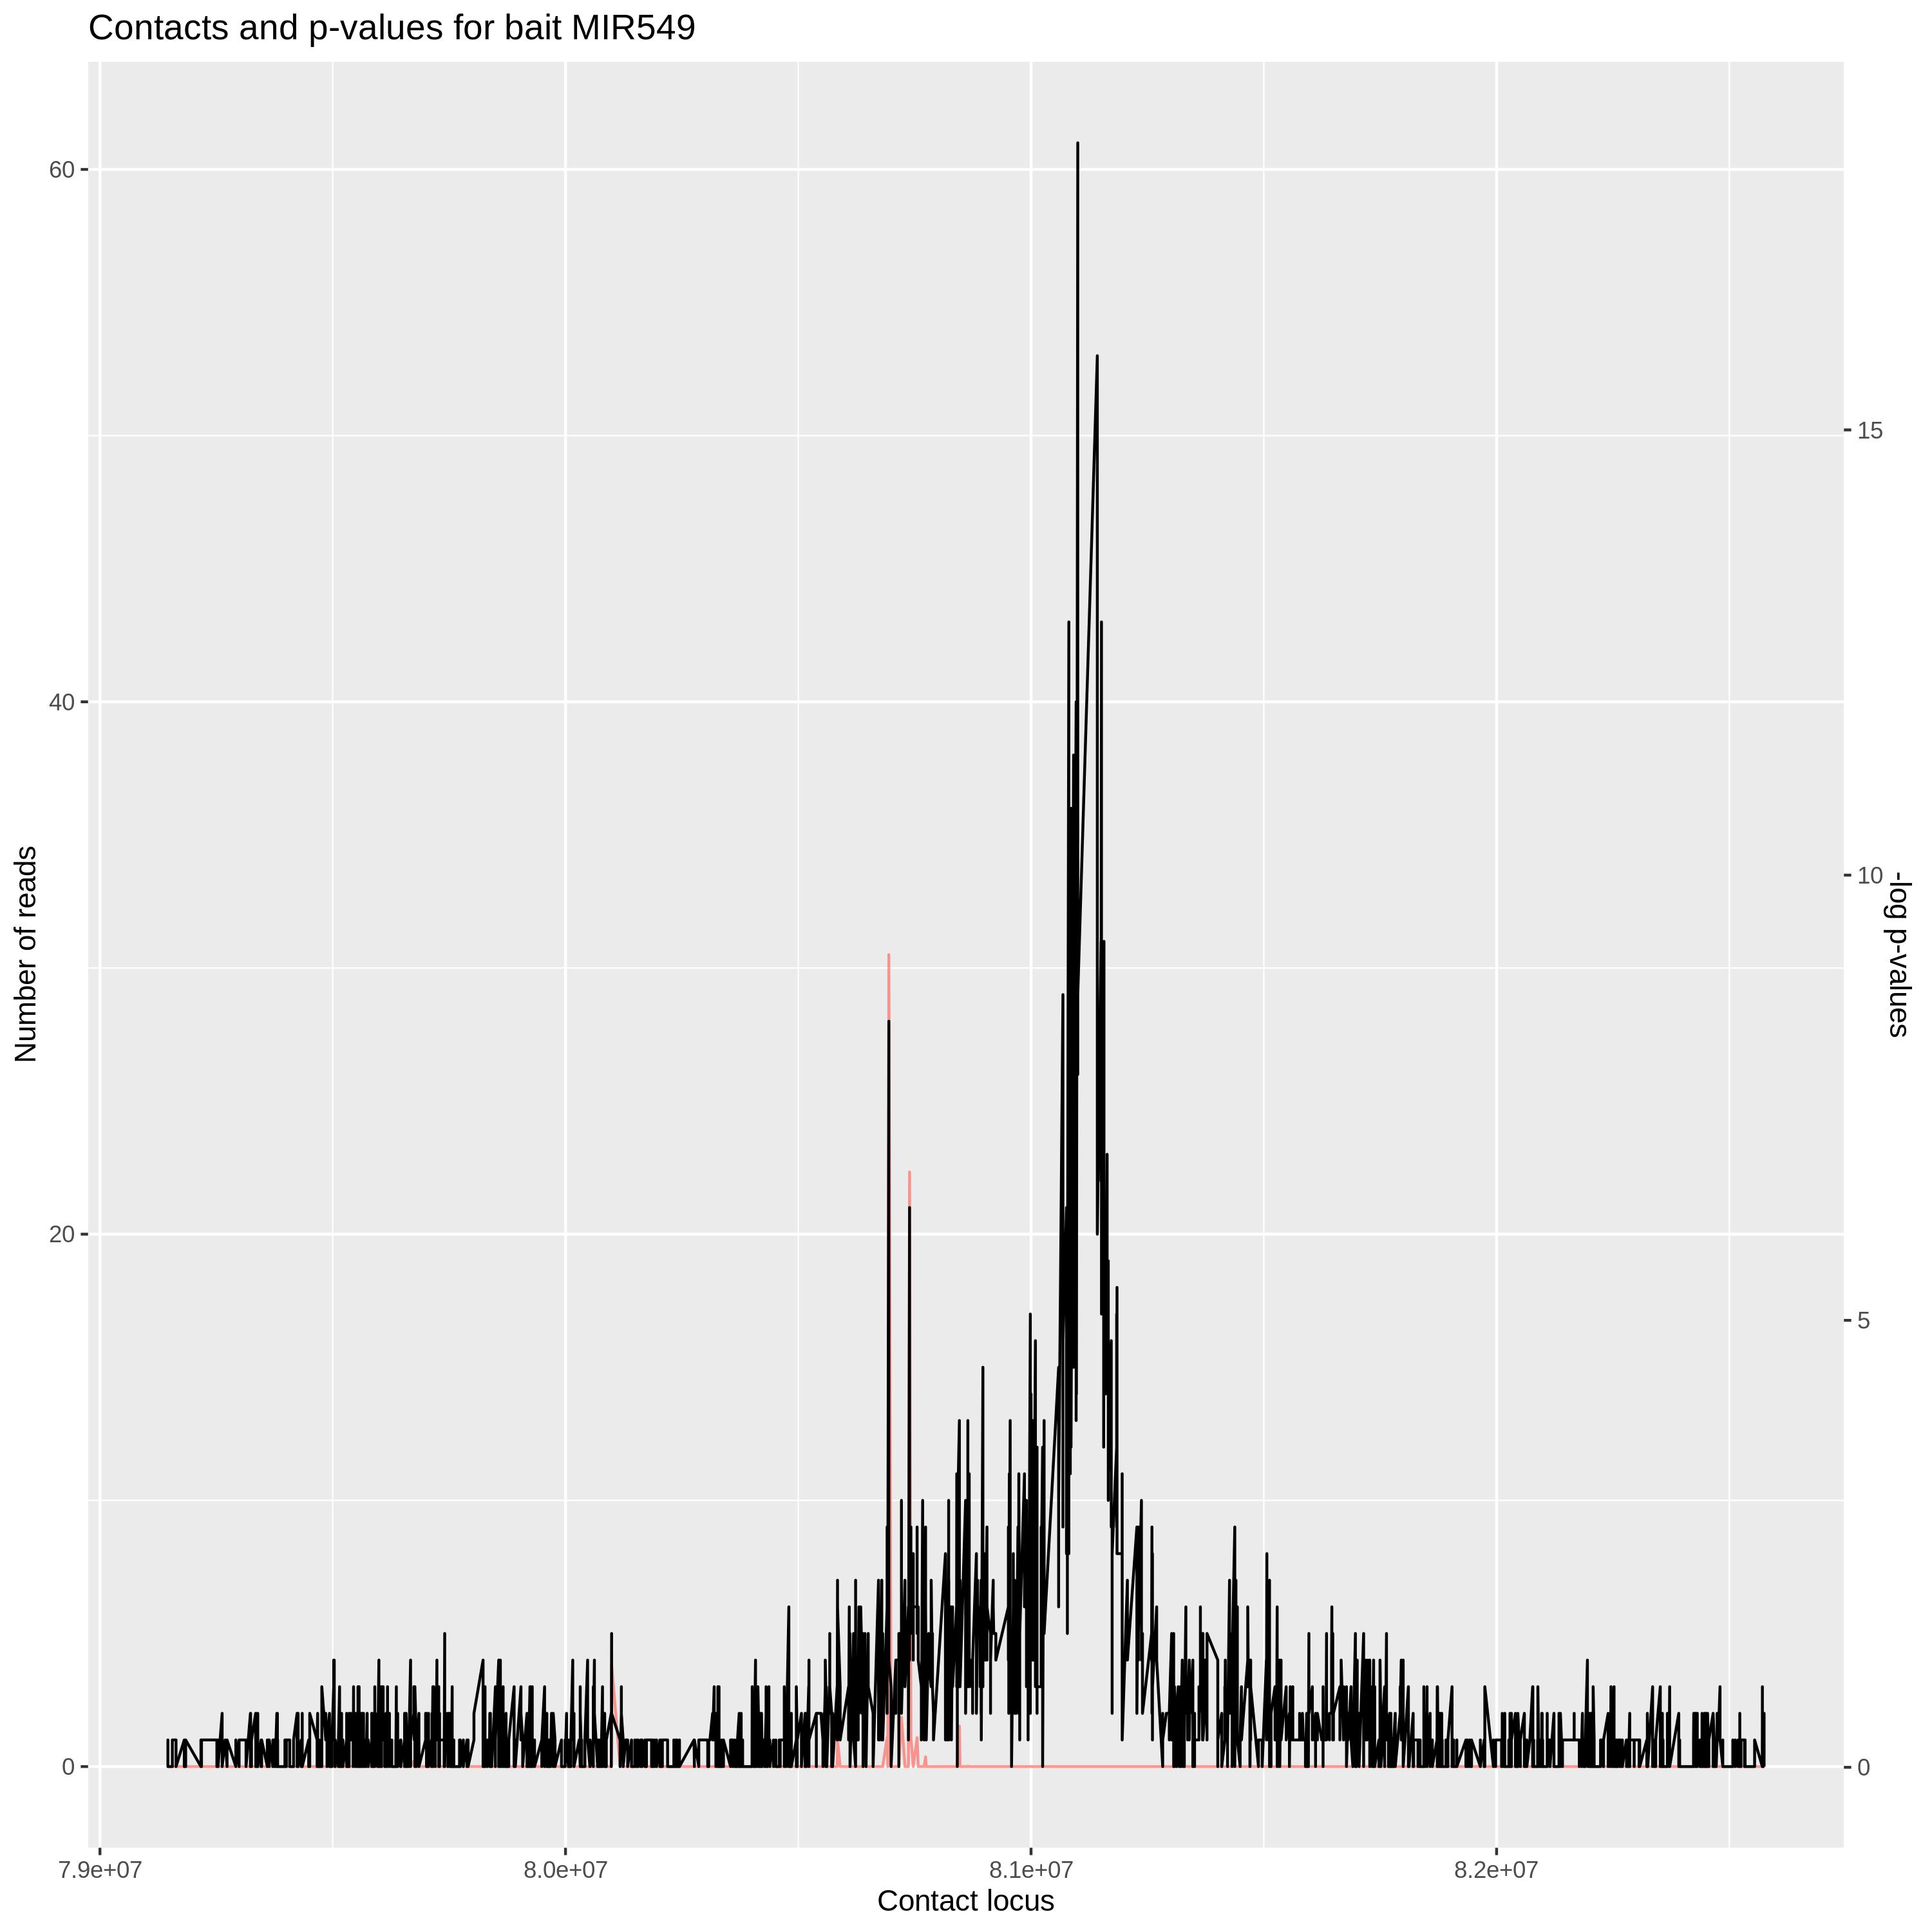 Contacts and p-values for bait MIR549
60
40
20
0
Number of reads
15
10
5
0
-log p-values
7.9e+07 8.0e+07 8.1e+07 8.2e+07
Contact locus